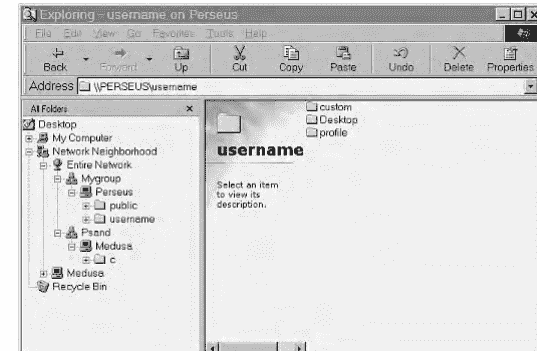 Exploring - username on Perseus
File Edit View Go Favorites Tools Help
Back Forward Up Cut Copy Paste Undo Delete Properties
Address \\PERSEUS\username
All Folders
Desktop
My Computer
Network Neighborhood
Entire Network
Mygroup
Perseus
public
username
Psand
Medusa
c
Medusa
Recycle Bin
username
Select an item
to view its
description.
custom
Desktop
profile